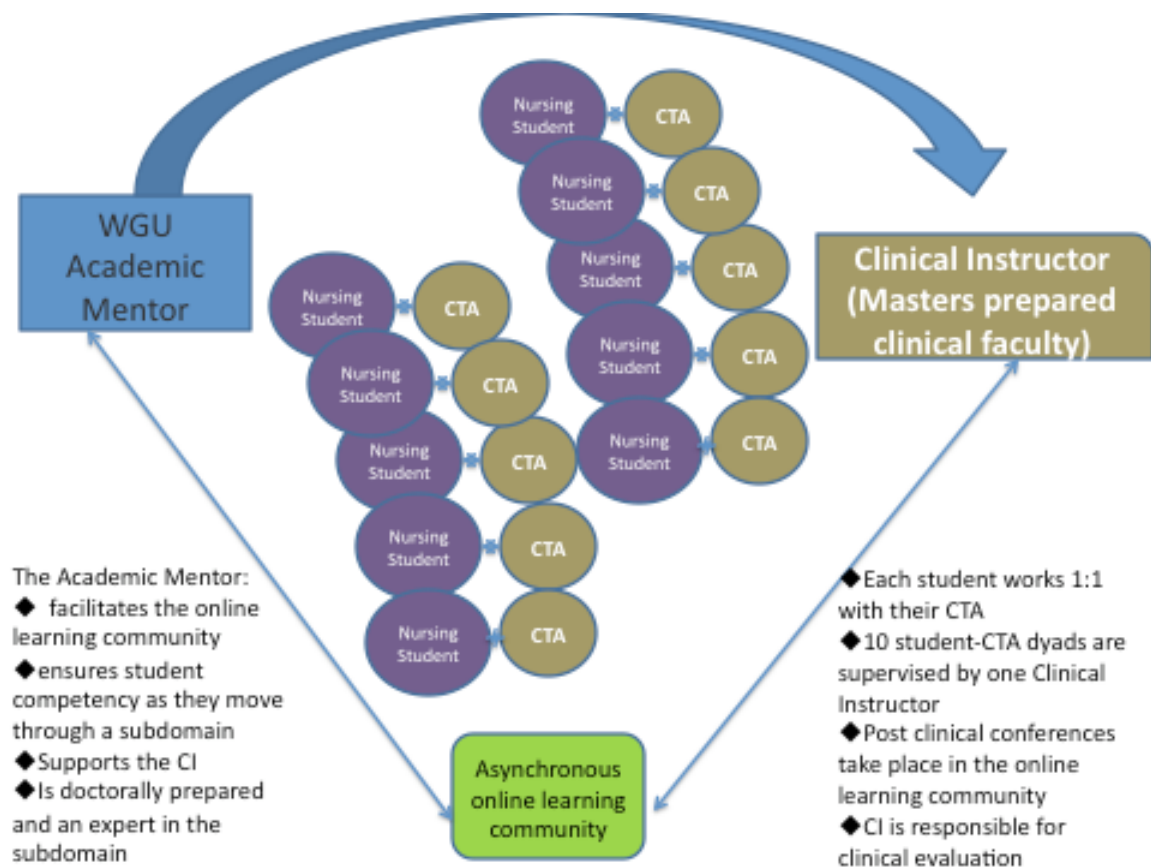 Nursing
Student
CTA
Nursing
Student
CTA
Nursing
Student
CTA
Nursing
Student
CTA
Nursing
Student
CTA
WGU
Academic
Mentor
Clinical Instructor
(Masters prepared
clinical faculty)
Nursing
Student
CTA
Nursing
Student
CTA
Nursing
Student
CTA
Nursing
Student
CTA
Nursing
Student
CTA
The Academic Mentor:
◆ facilitates the online
learning community
◆ensures student
competency as they move
through a subdomain
◆Supports the CI
◆Is doctorally prepared
and an expert in the
subdomain
Asynchronous
online learning
community
◆Each student works 1:1
with their CTA
◆10 student-CTA dyads are
supervised by one Clinical
Instructor
◆Post clinical conferences
take place in the online
learning community
◆CI is responsible for
clinical evaluation